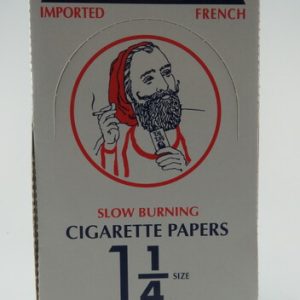 IMPORTED FRENCH
SLOW BURNING
CIGARETTE PAPERS
1 1/4 SIZE